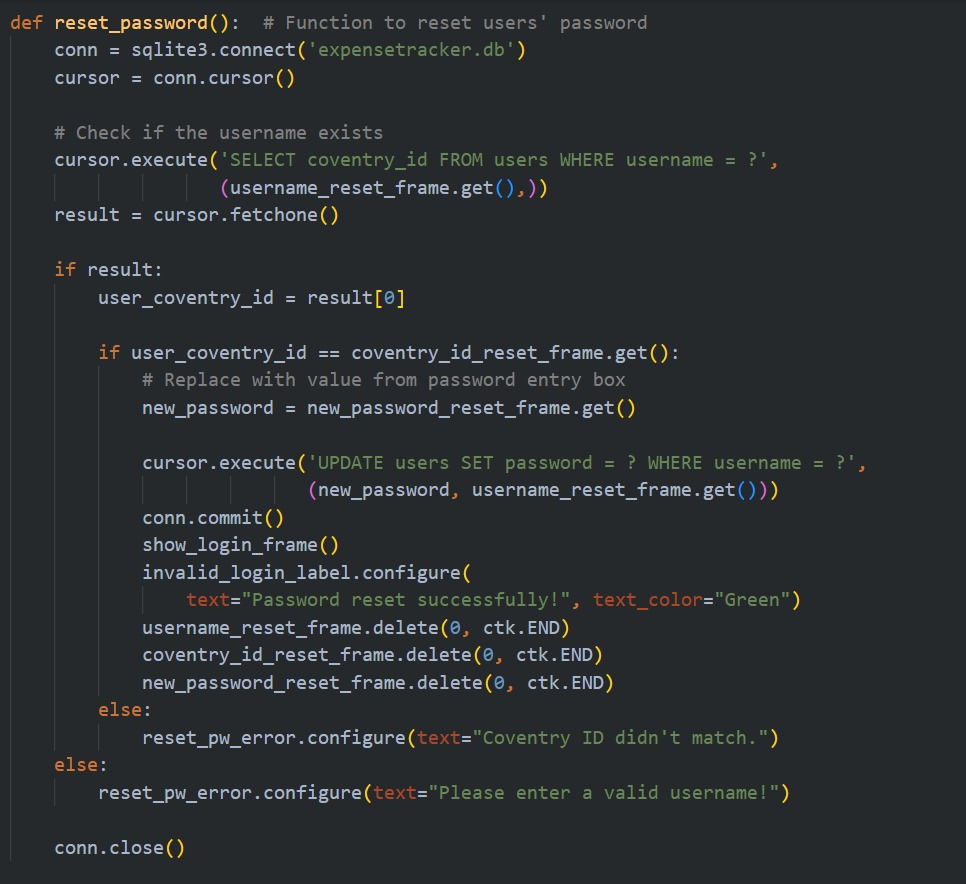 def reset_password():  # Function to reset users' password
    conn = sqlite3.connect('expensetracker.db')
    cursor = conn.cursor()

    # Check if the username exists
    cursor.execute('SELECT coventry_id FROM users WHERE username = ?',
                   (username_reset_frame.get(),))
    result = cursor.fetchone()

    if result:
        user_coventry_id = result[0]

        if user_coventry_id == coventry_id_reset_frame.get():
            # Replace with value from password entry box
            new_password = new_password_reset_frame.get()

            cursor.execute('UPDATE users SET password = ? WHERE username = ?',
                           (new_password, username_reset_frame.get()))
            conn.commit()
            show_login_frame()
            invalid_login_label.configure(
                text="Password reset successfully!", text_color="Green")
            username_reset_frame.delete(0, ctk.END)
            coventry_id_reset_frame.delete(0, ctk.END)
            new_password_reset_frame.delete(0, ctk.END)
        else:
            reset_pw_error.configure(text="Coventry ID didn't match.")
    else:
        reset_pw_error.configure(text="Please enter a valid username!")

    conn.close()